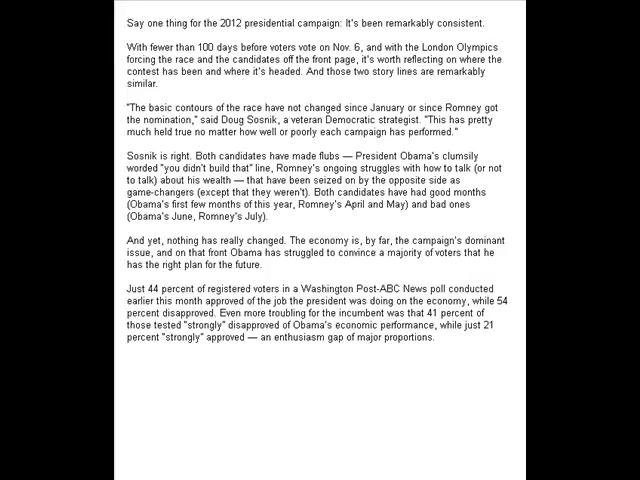 Say one thing for the 2012 presidential campaign: It's been remarkably consistent.
With fewer than 100 days before voters vote on Nov. 6, and with the London Olympics
forcing the race and the candidates off the front page, it's worth reflecting on where the
contest has been and where it's headed. And those two story lines are remarkably
similar.
"The basic contours of the race have not changed since January or since Romney got
the nomination," said Doug Sosnik, a veteran Democratic strategist. "This has pretty
much held true no matter how well or poorly each campaign has performed."
Sosnik is right. Both candidates have made flubs — President Obama's clumsily
worded "you didn't build that" line, Romney's ongoing struggles with how to talk (or not
to talk) about his wealth — that have been seized on by the opposite side as
game-changers (except that they weren't). Both candidates have had good months
(Obama's first few months of this year, Romney's April and May) and bad ones
(Obama's June, Romney's July).
And yet, nothing has really changed. The economy is, by far, the campaign's dominant
issue, and on that front Obama has struggled to convince a majority of voters that he
has the right plan for the future.
Just 44 percent of registered voters in a Washington Post-ABC News poll conducted
earlier this month approved of the job the president was doing on the economy, while 54
percent disapproved. Even more troubling for the incumbent was that 41 percent of
those tested "strongly" disapproved of Obama's economic performance, while just 21
percent "strongly" approved — an enthusiasm gap of major proportions.